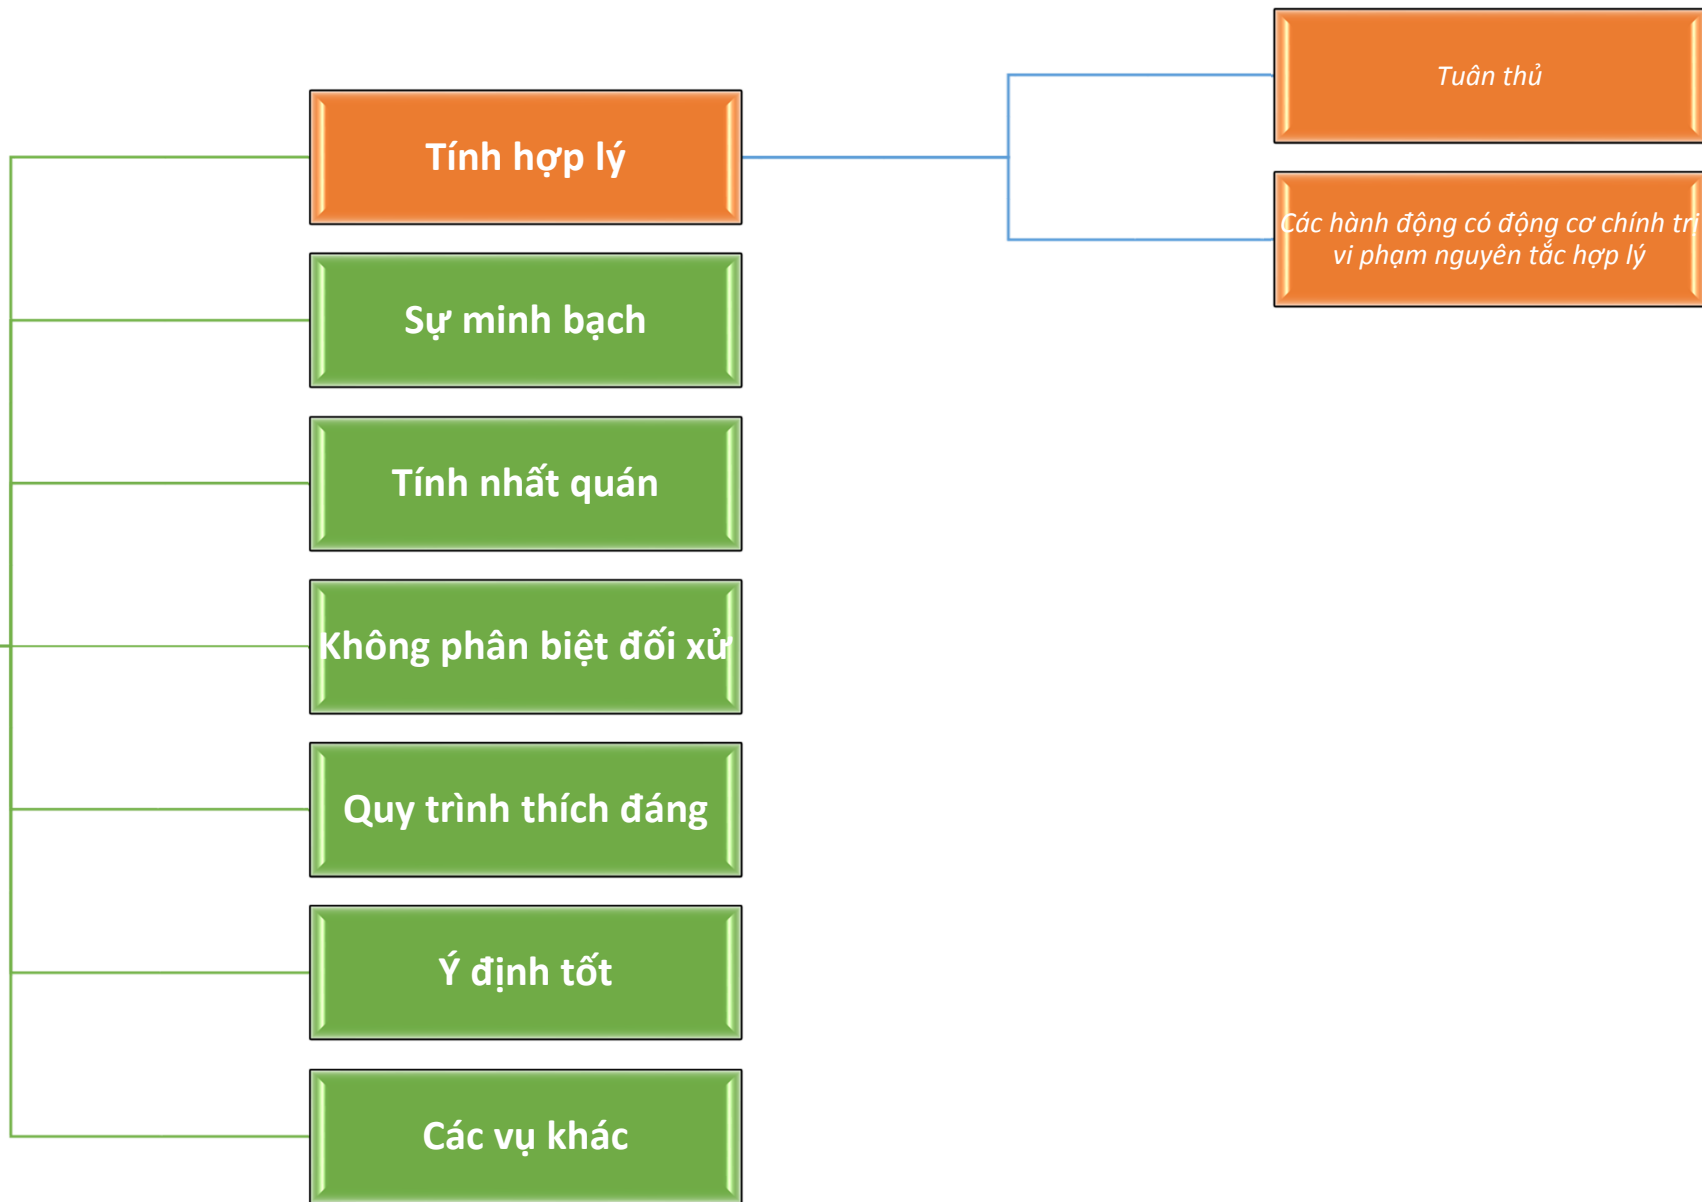 Tuân thủ
Tính hợp lý
Các hành động có động cơ chính trị
vi phạm nguyên tắc hợp lý
Sự minh bạch
Tính nhất quán
Không phân biệt đối xử
Quy trình thích đáng
Ý định tốt
Các vụ khác